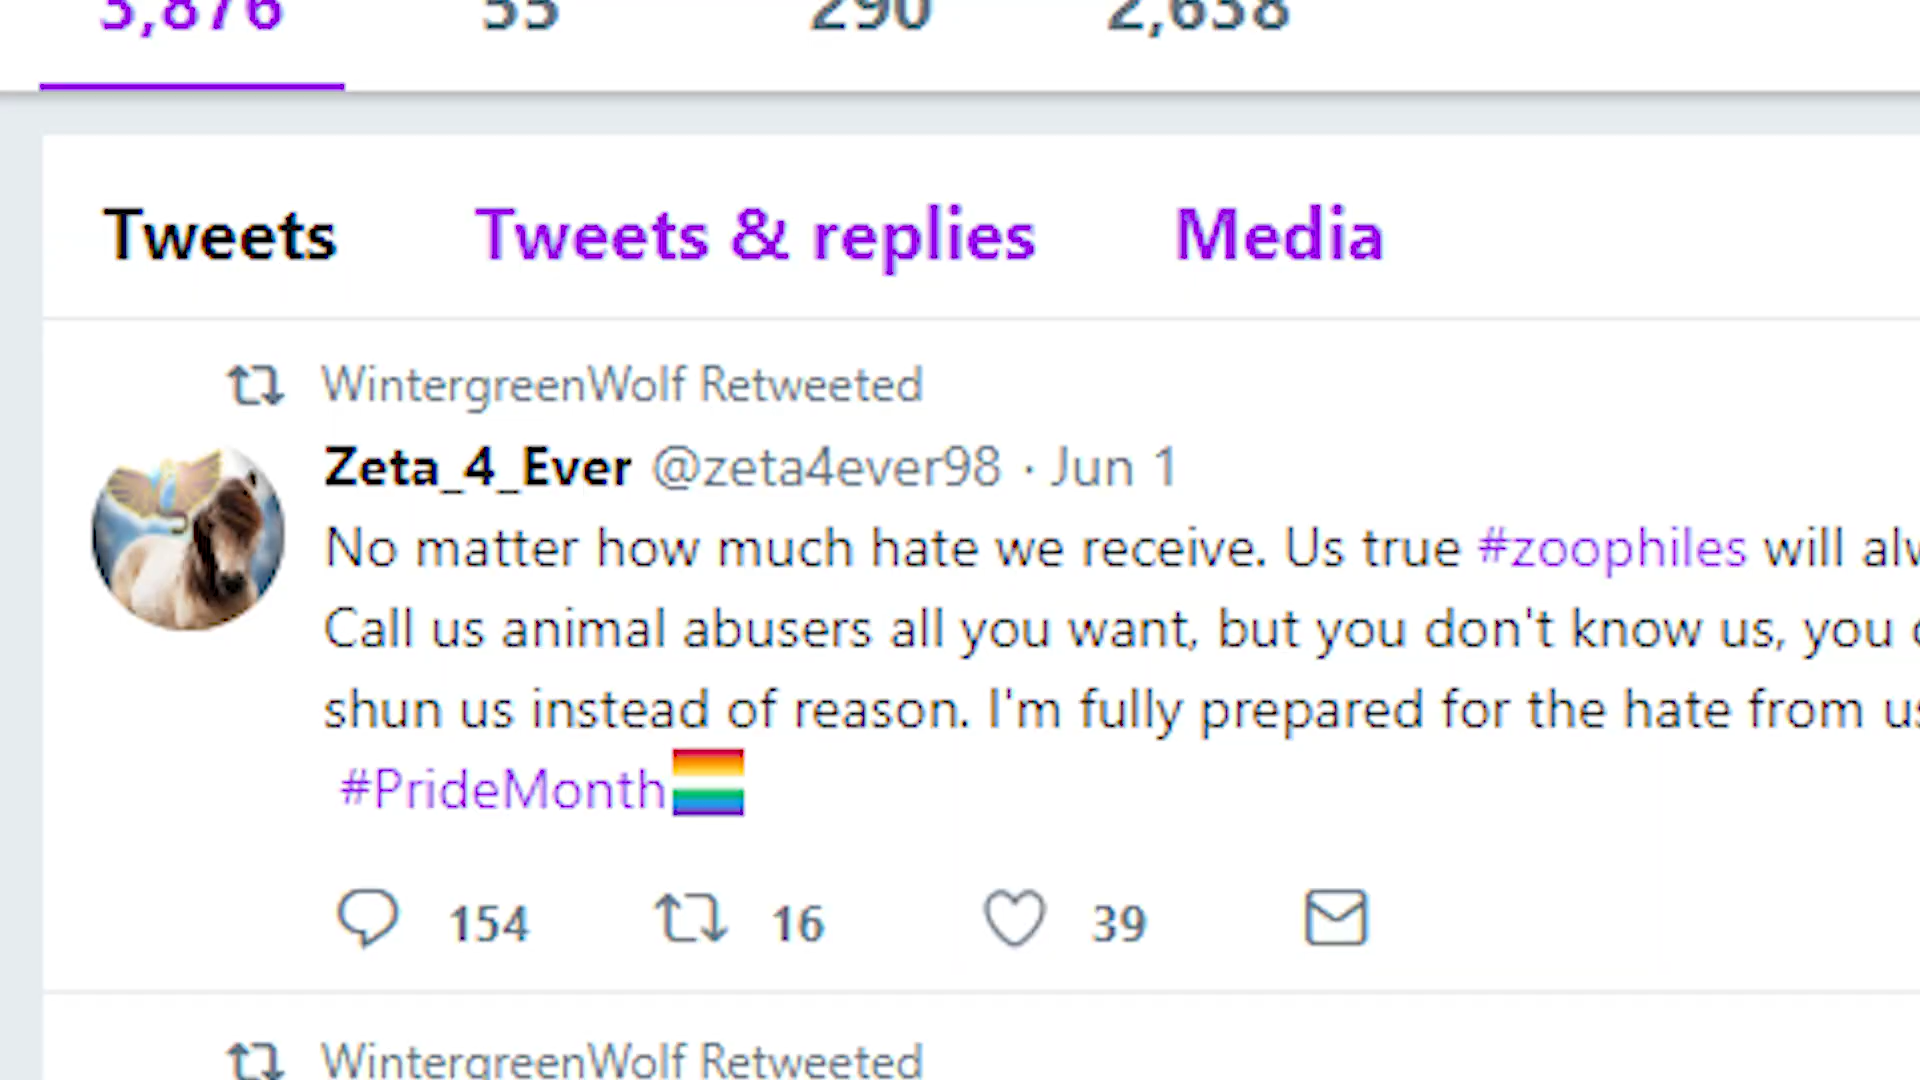 3,876 55 290 2,638
Tweets Tweets & replies Media
WintergreenWolf Retweeted
Zeta_4_Ever @zeta4ever98 · Jun 1
No matter how much hate we receive. Us true #zoophiles will
Call us animal abusers all you want, but you don't know us, you
shun us instead of reason. I'm fully prepared for the hate from
#PrideMonth
154 16 39
WintergreenWolf Retweeted